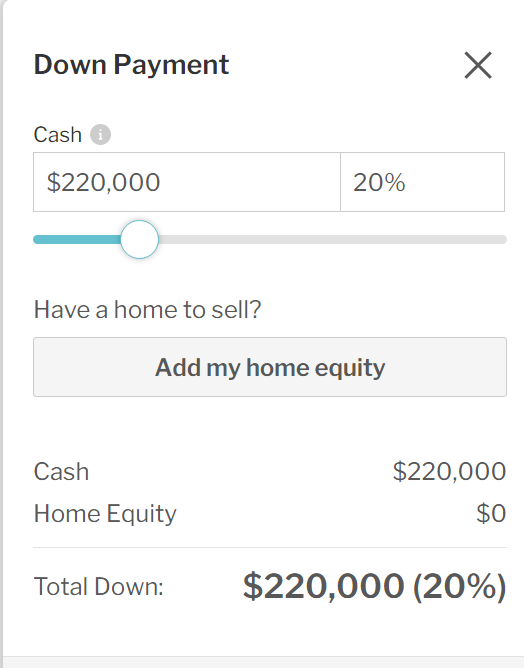 Down Payment
Cash i
$220,000 20%
Have a home to sell?
Add my home equity
Cash $220,000
Home Equity $0
Total Down: $220,000 (20%)